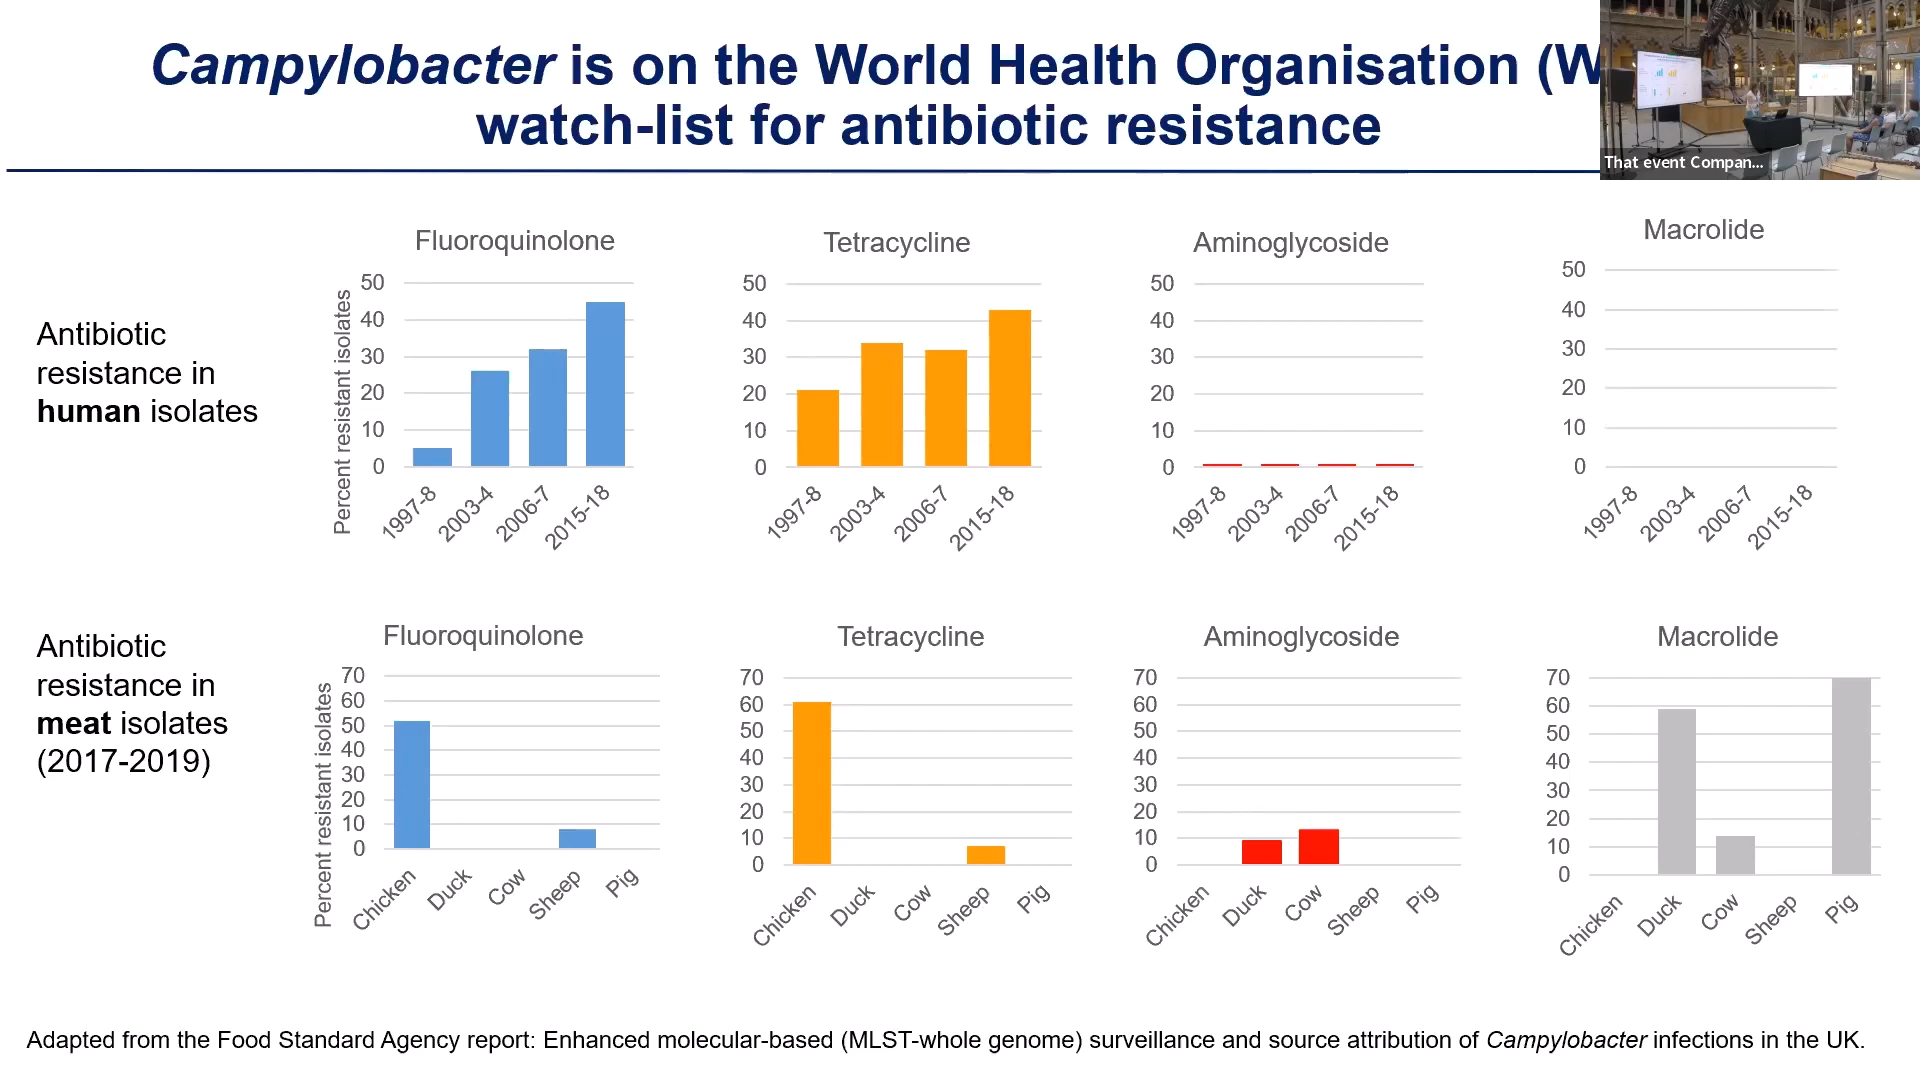 Campylobacter is on the World Health Organisation (W
watch-list for antibiotic resistance
That event Compan...
Antibiotic
resistance in
human isolates
Fluoroquinolone
Percent resistant isolates
50
40
30
20
10
0
1997-8
2003-4
2006-7
2015-18
Tetracycline
50
40
30
20
10
0
1997-8
2003-4
2006-7
2015-18
Aminoglycoside
50
40
30
20
10
0
1997-8
2003-4
2006-7
2015-18
Macrolide
50
40
30
20
10
0
1997-8
2003-4
2006-7
2015-18
Antibiotic
resistance in
meat isolates
(2017-2019)
Fluoroquinolone
Percent resistant isolates
70
60
50
40
30
20
10
0
Chicken
Duck
Cow
Sheep
Pig
Tetracycline
70
60
50
40
30
20
10
0
Chicken
Duck
Cow
Sheep
Pig
Aminoglycoside
70
60
50
40
30
20
10
0
Chicken
Duck
Cow
Sheep
Pig
Macrolide
70
60
50
40
30
20
10
0
Chicken
Duck
Cow
Sheep
Pig
Adapted from the Food Standard Agency report: Enhanced molecular-based (MLST-whole genome) surveillance and source attribution of Campylobacter infections in the UK.